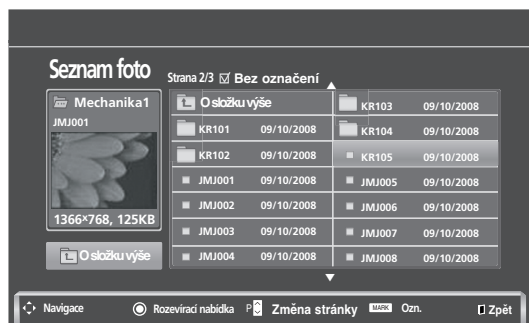 Seznam foto
Strana 2/3 Bez označení
Mechanika1
JMJ001
1366×768, 125KB
O složku výše
O složku výše
KR101 09/10/2008
KR102 09/10/2008
JMJ001 09/10/2008
JMJ002 09/10/2008
JMJ003 09/10/2008
JMJ004 09/10/2008
KR103 09/10/2008
KR104 09/10/2008
KR105 09/10/2008
JMJ005 09/10/2008
JMJ006 09/10/2008
JMJ007 09/10/2008
JMJ008 09/10/2008
Navigace Rozevírací nabídka P Změna stránky MARK Ozn. Zpět